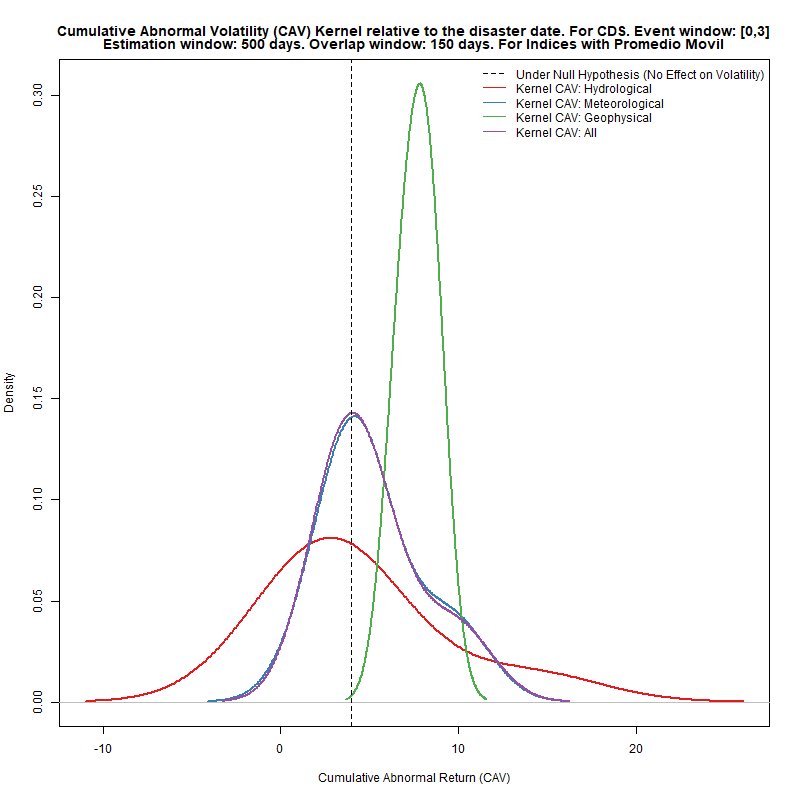 Cumulative Abnormal Volatility (CAV) Kernel relative to the disaster date. For CDS. Event window: [0,3]
Estimation window: 500 days. Overlap window: 150 days. For Indices with Promedio Movil
Under Null Hypothesis (No Effect on Volatility)
Kernel CAV: Hydrological
Kernel CAV: Meteorological
Kernel CAV: Geophysical
Kernel CAV: All
Density
0.30
0.25
0.20
0.15
0.10
0.05
0.00
-10
0
10
20
Cumulative Abnormal Return (CAV)